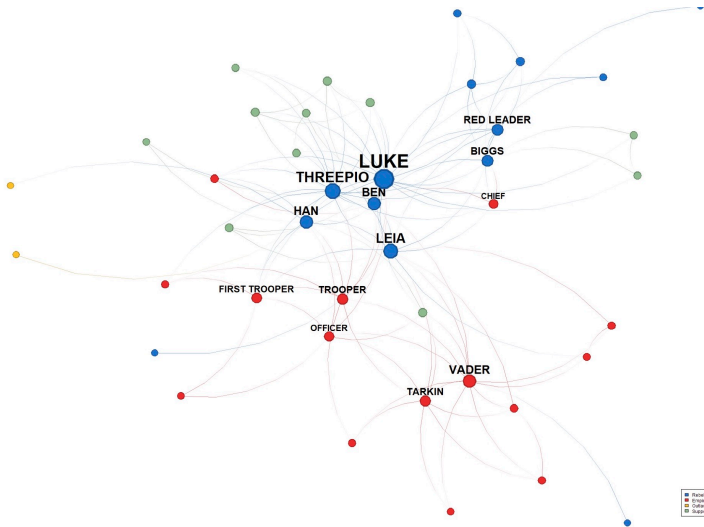 RED LEADER
BIGGS
LUKE
THREEPIO
BEN
CHIEF
HAN
LEIA
FIRST TROOPER
TROOPER
OFFICER
VADER
TARKIN